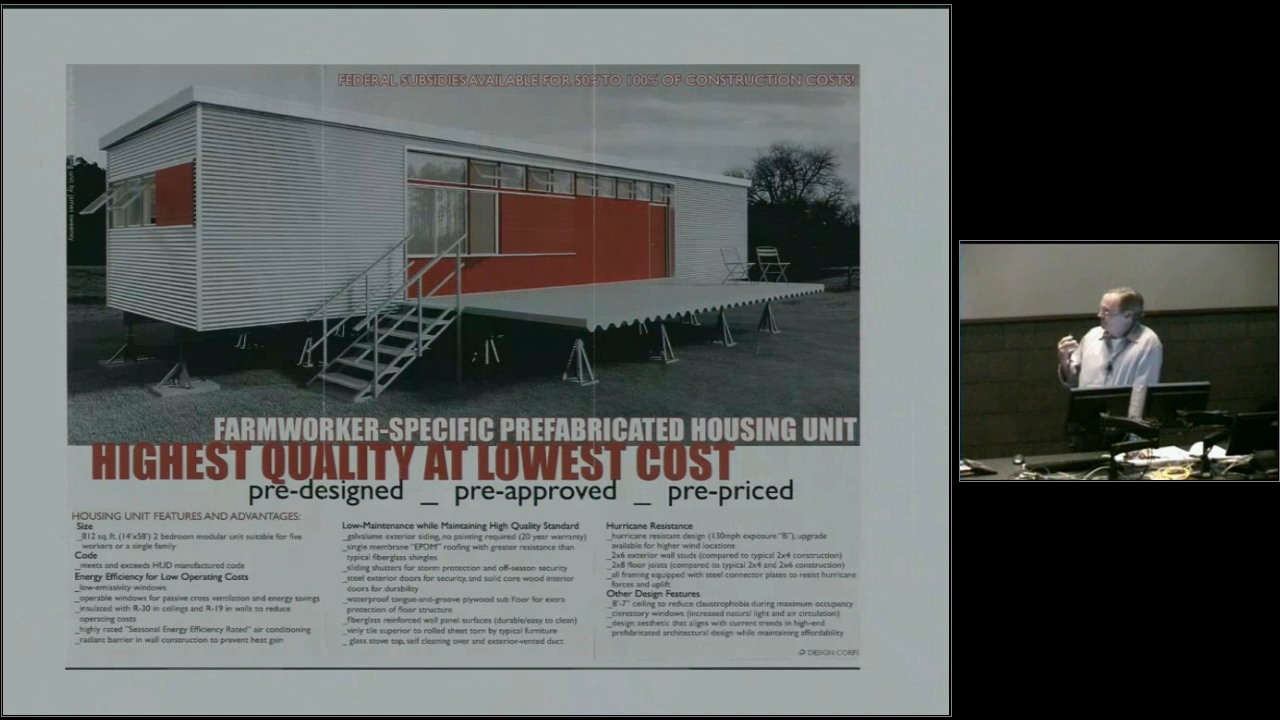 FEDERAL SUBSIDIES AVAILABLE FOR 50% TO 100% OF CONSTRUCTION COSTS!
FARMWORKER-SPECIFIC PREFABRICATED HOUSING UNIT
HIGHEST QUALITY AT LOWEST COST
pre-designed _ pre-approved _ pre-priced
HOUSING UNIT FEATURES AND ADVANTAGES:
Size
_812 sq. ft. (14'x58') 2 bedroom modular unit suitable for five
workers or a single family
Code
_meets and exceeds HUD manufactured code
Energy Efficiency for Low Operating Costs
_low-emissivity windows
_operable windows for passive cross ventilation and energy savings
_insulated with R-30 in ceilings and R-19 in walls to reduce
operating costs
_highly rated "Seasonal Energy Efficiency Rated" air conditioning
_radiant barrier in wall construction to prevent heat gain
Low-Maintenance while Maintaining High Quality Standard
_galvalume exterior siding, no painting required (20 year warranty)
_single membrane "EPDM" roofing with greater resistance than
typical fiberglass shingles
_sliding shutters for storm protection and off-season security
_steel exterior doors for security, and solid core wood interior
doors for durability
_waterproof tongue-and-groove plywood sub floor for extra
protection of floor structure
_fiberglass reinforced wall panel surfaces (durable/easy to clean)
_vinly tile superior to rolled sheet torn by typical furniture
_glass stove top, self cleaning over and exterior-vented duct
Hurricane Resistance
_hurricane resistant design (130mph exposure "B"), upgrade
available for higher wind locations
_2x6 exterior wall studs (compared to typical 2x4 construction)
_2x8 floor joists (compared to typical 2x4 and 2x6 construction)
_all framing equipped with steel connector plates to resist hurricane
forces and uplift
Other Design Features
_8'-7" ceiling to reduce claustrophobia during maximum occupancy
_clerestory windows (increased natural light and air circulation)
_design aesthetic that aligns with current trends in high-end
prefabricated architectural design while maintaining affordability
DESIGN CORPS